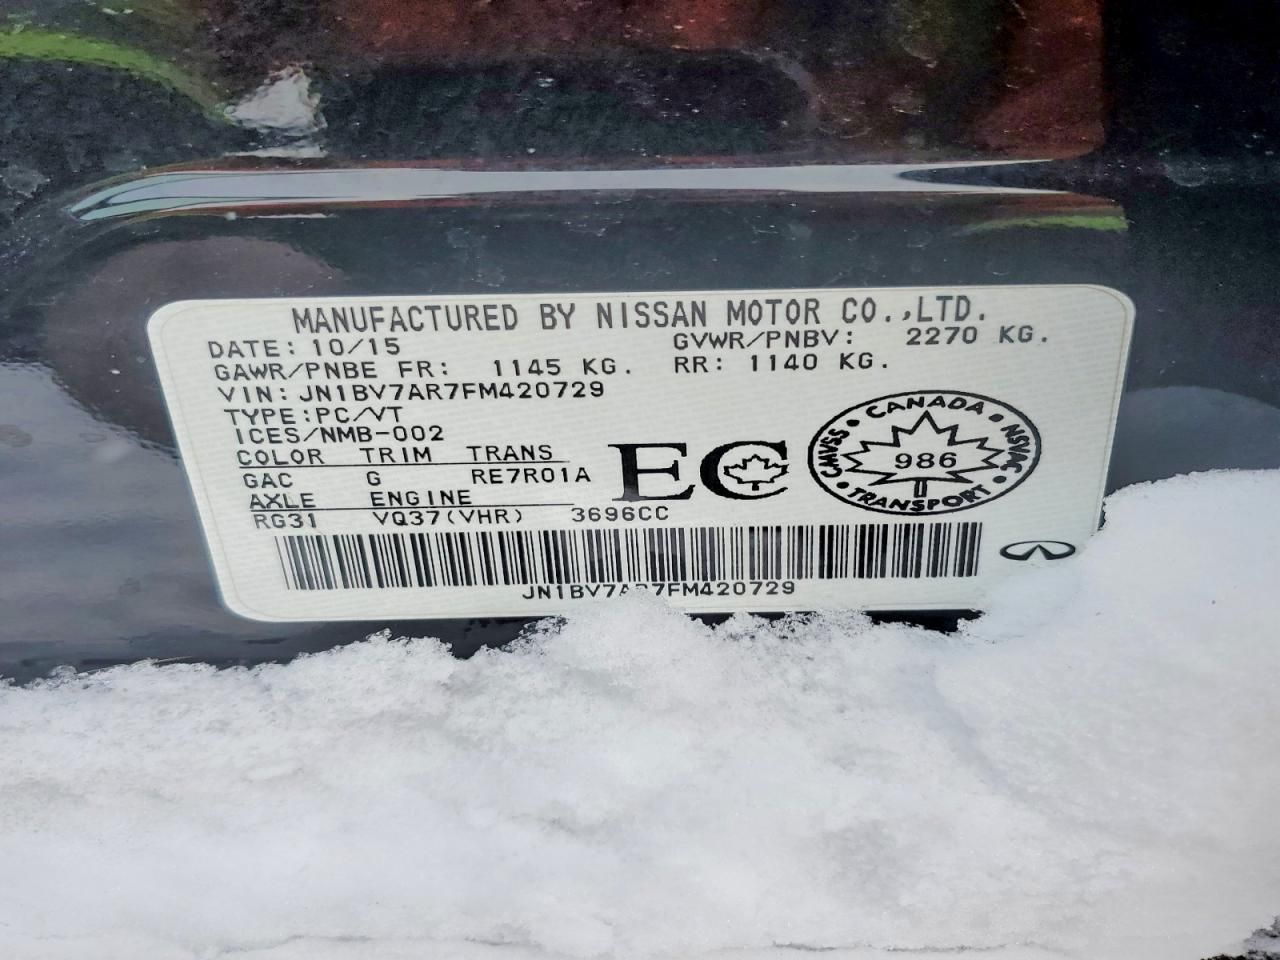 MANUFACTURED BY NISSAN MOTOR CO.,LTD.
DATE: 10/15 GVWR/PNBV: 2270 KG.
GAWR/PNBE FR: 1145 KG. RR: 1140 KG.
VIN: JN1BV7AR7FM420729
TYPE:PC/VT
ICES/NMB-002
COLOR TRIM TRANS
GAC G RE7R01A
AXLE ENGINE
RG31 VQ37(VHR) 3696CC
EC
CANADA
CMVSS • NSVAC
986
TRANSPORT
JN1BV7AR7FM420729